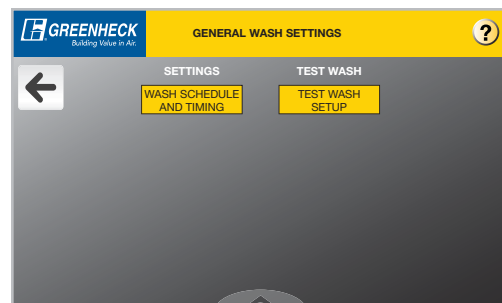 GREENHECK
Building Value in Air.
GENERAL WASH SETTINGS
?
SETTINGS
TEST WASH
WASH SCHEDULE
AND TIMING
TEST WASH
SETUP